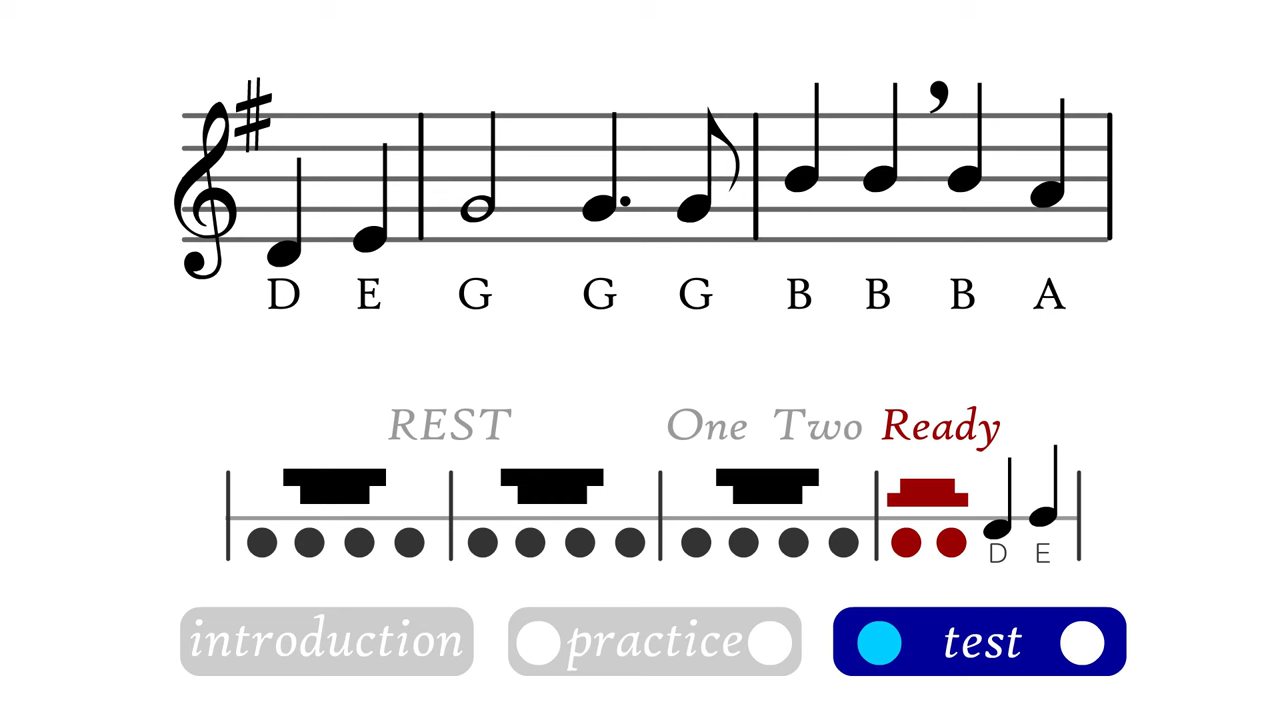 D E G G G B B B A
REST One Two Ready
D E
introduction practice test